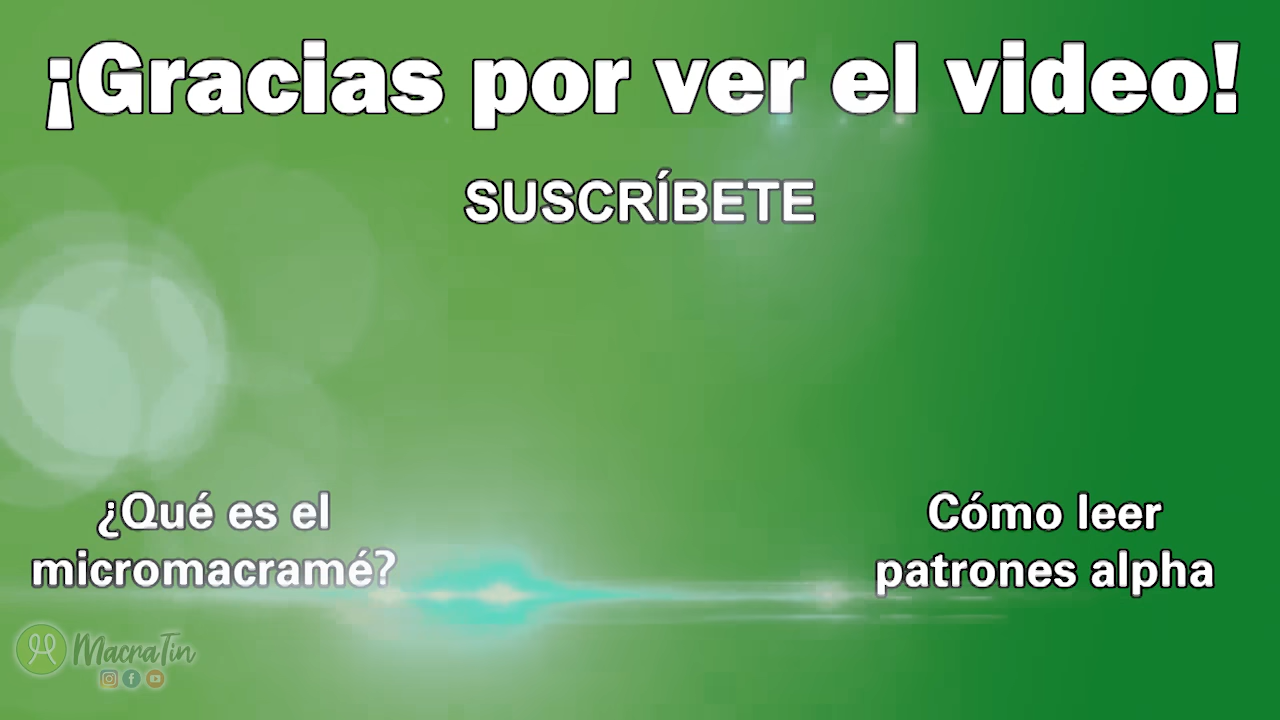 ¡Gracias por ver el video!
SUSCRÍBETE
¿Qué es el
micromacramé?
Cómo leer
patrones alpha
MacraTin